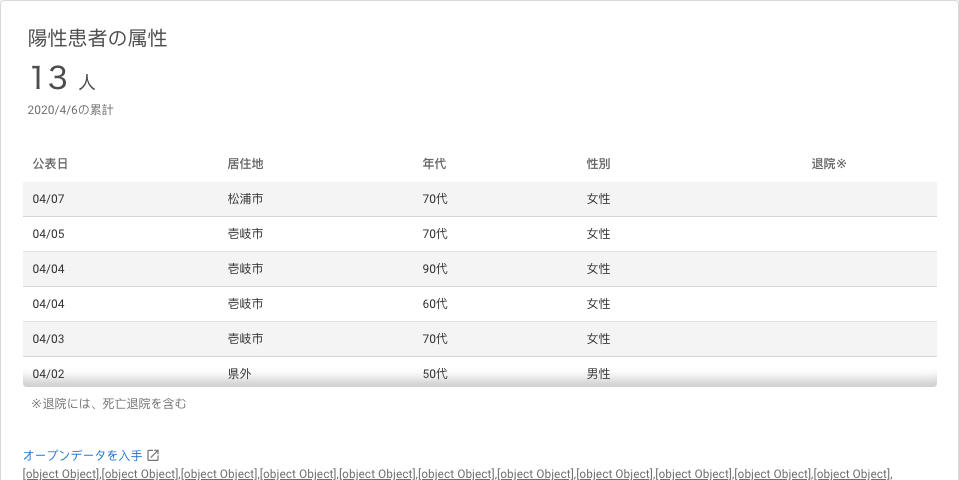 陽性患者の属性
13 人
2020/4/6の累計
公表日 居住地 年代 性別 退院※
04/07 松浦市 70代 女性
04/05 壱岐市 70代 女性
04/04 壱岐市 90代 女性
04/04 壱岐市 60代 女性
04/03 壱岐市 70代 女性
04/02 県外 50代 男性
※退院には、死亡退院を含む
オープンデータを入手
[object Object],[object Object],[object Object],[object Object],[object Object],[object Object],[object Object],[object Object],[object Object],[object Object],[object Object],